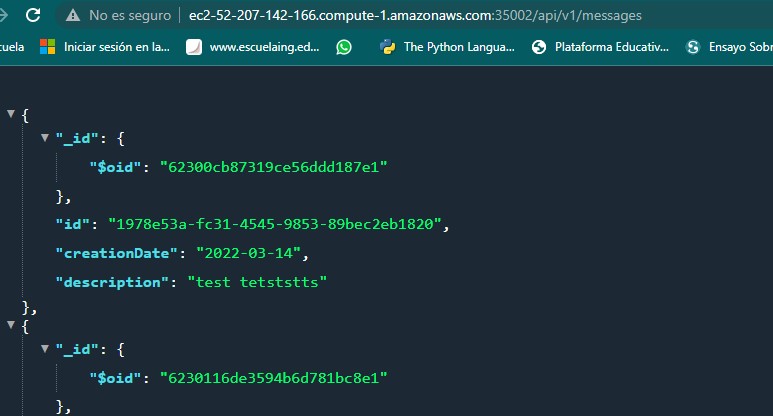 No es seguro ec2-52-207-142-166.compute-1.amazonaws.com:35002/api/v1/messages
cuela Iniciar sesión en la... www.escuelaing.ed... The Python Langua... Plataforma Educativ... Ensayo Sobr
{
"_id": {
"$oid": "62300cb87319ce56ddd187e1"
},
"id": "1978e53a-fc31-4545-9853-89bec2eb1820",
"creationDate": "2022-03-14",
"description": "test tetststts"
},
{
"_id": {
"$oid": "6230116de3594b6d781bc8e1"
},